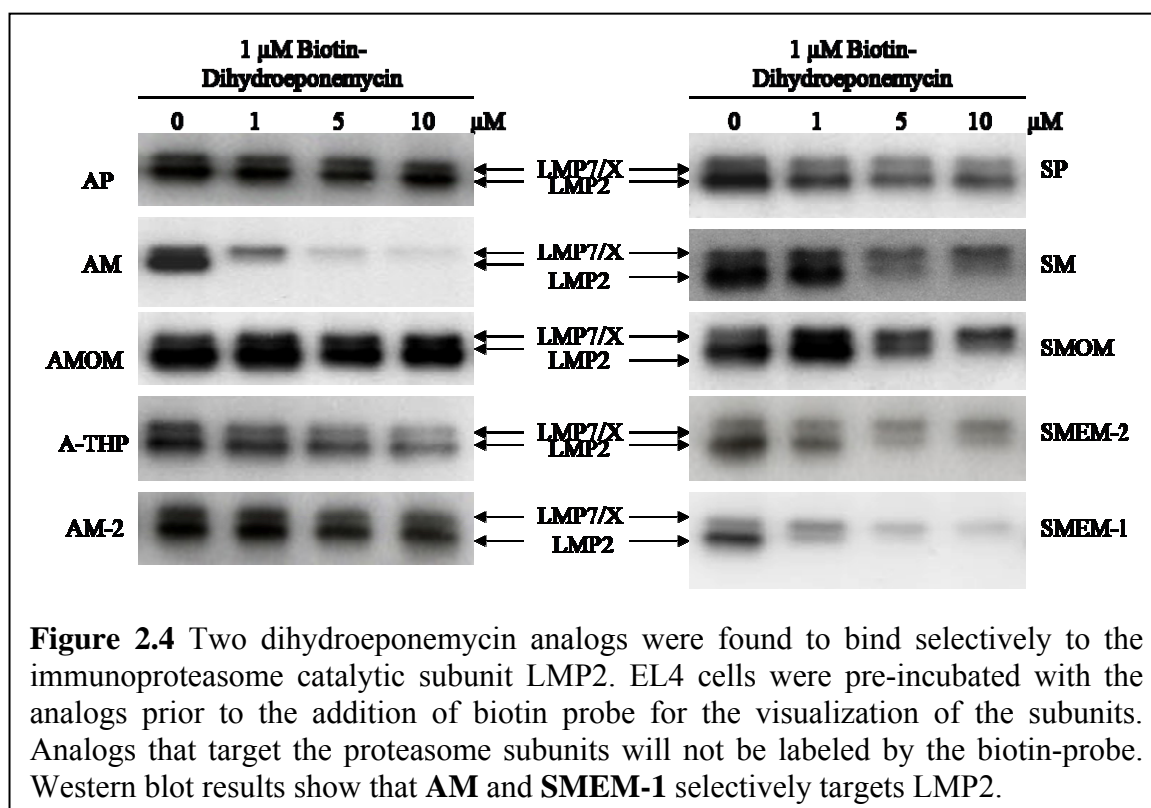 1 μM Biotin-
Dihydroeponemycin
0 1 5 10 μM
AP
AM
AMOM
A-THP
AM-2
LMP7/X
LMP2
LMP7/X
LMP2
LMP7/X
LMP2
LMP7/X
LMP2
LMP7/X
LMP2
1 μM Biotin-
Dihydroeponemycin
0 1 5 10 μM
SP
SM
SMOM
SMEM-2
SMEM-1
Figure 2.4 Two dihydroeponemycin analogs were found to bind selectively to the
immunoproteasome catalytic subunit LMP2. EL4 cells were pre-incubated with the
analogs prior to the addition of biotin probe for the visualization of the subunits.
Analogs that target the proteasome subunits will not be labeled by the biotin-probe.
Western blot results show that AM and SMEM-1 selectively targets LMP2.